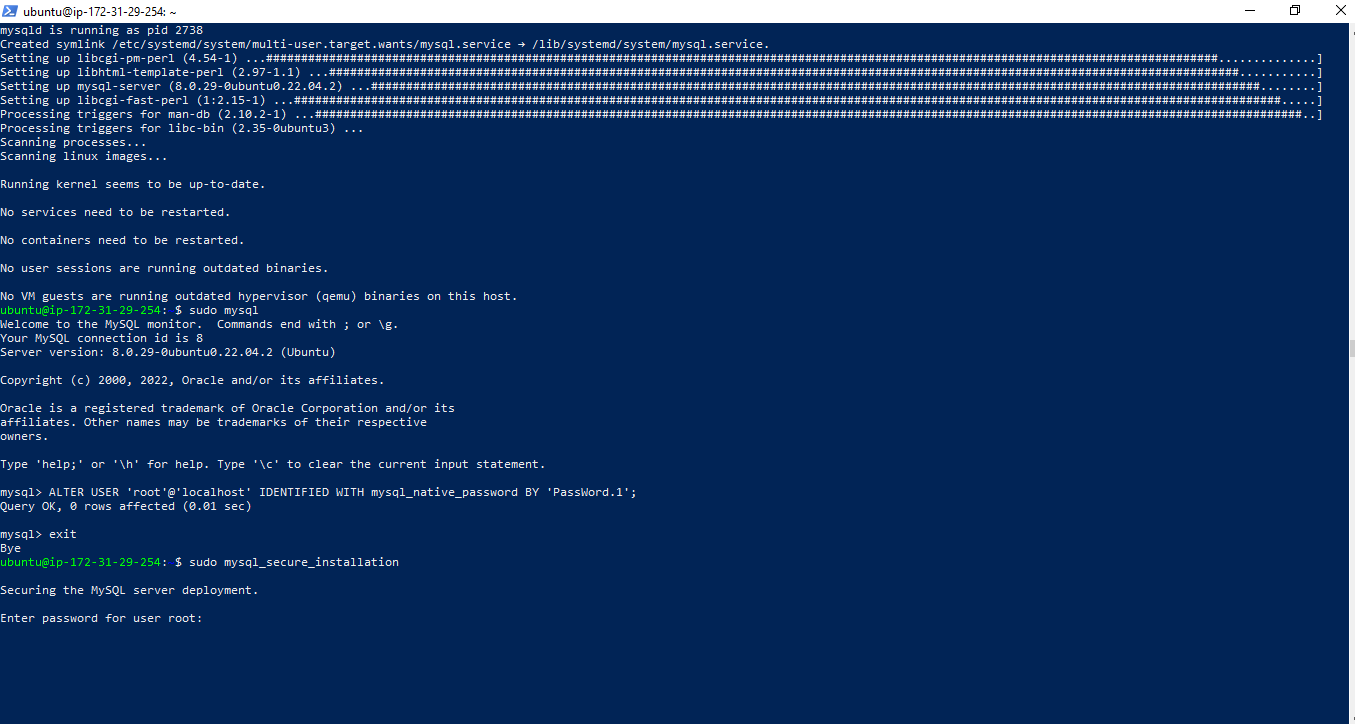 ubuntu@ip-172-31-29-254: ~
mysqld is running as pid 2738
Created symlink /etc/systemd/system/multi-user.target.wants/mysql.service → /lib/systemd/system/mysql.service.
Setting up libcgi-pm-perl (4.54-1) ...########################################################################################################################################..............]
Setting up libhtml-template-perl (2.97-1.1) ...##################################################################################################################################...........]
Setting up mysql-server (8.0.29-0ubuntu0.22.04.2) ...###############################################################################################################################........]
Setting up libcgi-fast-perl (1:2.15-1) ...#############################################################################################################################################.....]
Processing triggers for man-db (2.10.2-1) ...#############################################################################################################################################..]
Processing triggers for libc-bin (2.35-0ubuntu3) ...
Scanning processes...
Scanning linux images...
Running kernel seems to be up-to-date.
No services need to be restarted.
No containers need to be restarted.
No user sessions are running outdated binaries.
No VM guests are running outdated hypervisor (qemu) binaries on this host.
ubuntu@ip-172-31-29-254: $ sudo mysql
Welcome to the MySQL monitor.  Commands end with ; or \g.
Your MySQL connection id is 8
Server version: 8.0.29-0ubuntu0.22.04.2 (Ubuntu)
Copyright (c) 2000, 2022, Oracle and/or its affiliates.
Oracle is a registered trademark of Oracle Corporation and/or its
affiliates. Other names may be trademarks of their respective
owners.
Type 'help;' or '\h' for help. Type '\c' to clear the current input statement.
mysql> ALTER USER 'root'@'localhost' IDENTIFIED WITH mysql_native_password BY 'PassWord.1';
Query OK, 0 rows affected (0.01 sec)
mysql> exit
Bye
ubuntu@ip-172-31-29-254: $ sudo mysql_secure_installation
Securing the MySQL server deployment.
Enter password for user root: